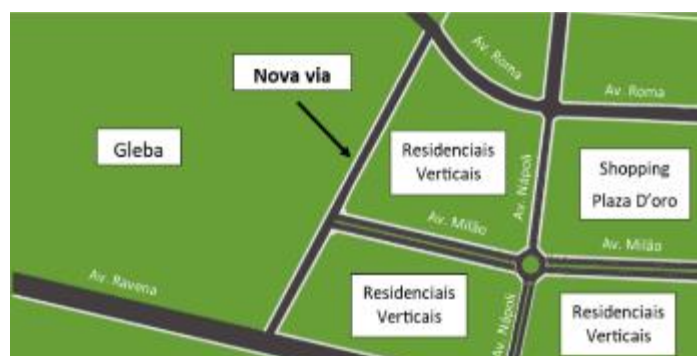 Av. Roma
Nova via
Av. Roma
Gleba
Residenciais
Verticais
Av. Nápoli
Shopping
Plaza D'oro
Av. Milão
Av. Milão
Av. Ravena
Residenciais
Verticais
Av. Nápoli
Residenciais
Verticais